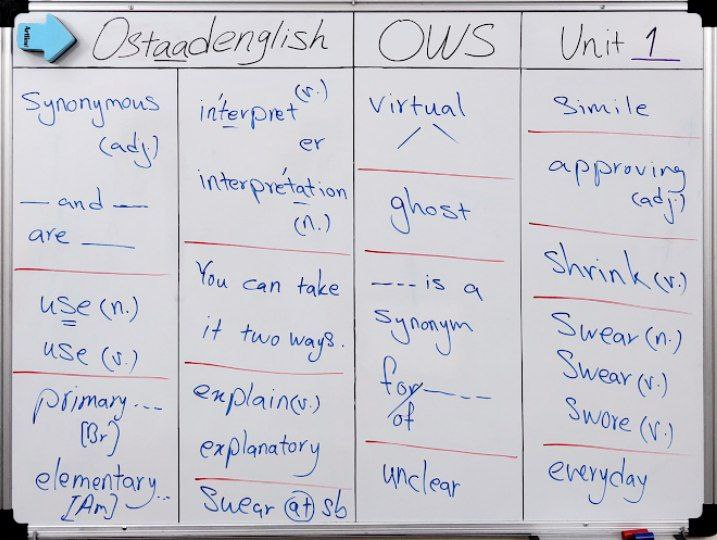 Ostaadenglish
OWS
Unit 1
Synonymous
(adj.)
— and —
are —
use (n.)
use (v.)
primary ...
[Br]
elementary...
[Am]
intérpret (v.)
er
interpretátion
(n.)
You can take
it two ways.
explain (v.)
explanatory
Swear at sb
Virtual
ghost
---- is a
Synonym
for ----
of
unclear
Simile
approving
(adj.)
shrink (v.)
Swear (n.)
Swear (v.)
Swore (v.)
everyday